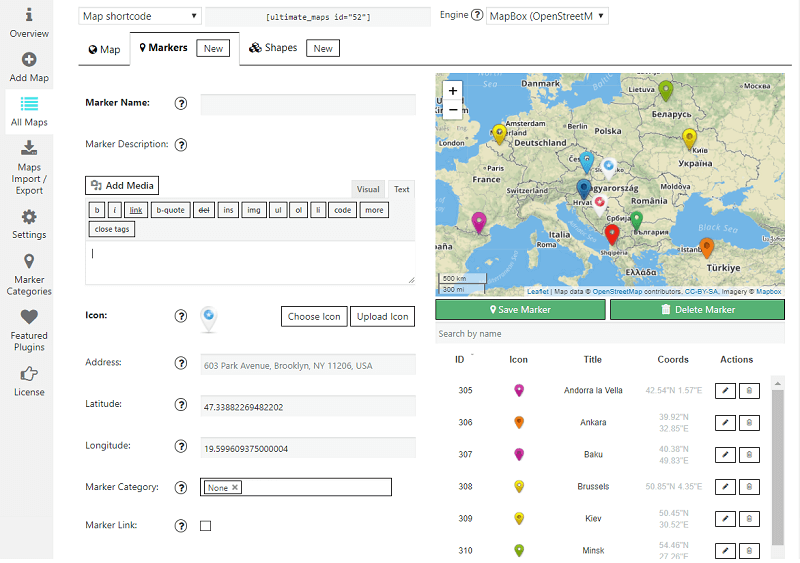 Overview
Add Map
All Maps
Maps
Import /
Export
Settings
Marker
Categories
Featured
Plugins
License
Map shortcode
[ultimate_maps id="52"]
Engine ? MapBox (OpenStreetM
Map
Markers New
Shapes New
Marker Name: ?
Marker Description: ?
Add Media
Visual Text
b i link b-quote del ins img ul ol li code more
close tags
Icon: ? Choose Icon Upload Icon
Address: ? 603 Park Avenue, Brooklyn, NY 11206, USA
Latitude: ? 47.33882269482202
Longitude: ? 19.599609375000004
Marker Category: ? None ×
Marker Link: ?
+
−
North
Sea
Danmark
Lietuva
Москва
Беларусь
Amsterdam
Nederland
Berlin
Polska
London
Deutschland
Київ
Україна
Paris
France
Switzerland
Magyarország
Moldova
Hrvat
România
Србија
Black Sea
Italia
Roma
България
Shqipëria
Istanb
Türkiye
Ελλάδα
500 km
300 mi
Leaflet | Map data © OpenStreetMap contributors, CC-BY-SA, Imagery © Mapbox
Save Marker
Delete Marker
Search by name
ID Icon Title Coords Actions
305 Andorra la Vella 42.54"N 1.57"E
306 Ankara 39.92"N
32.85"E
307 Baku 40.38"N
49.83"E
308 Brussels 50.85"N 4.35"E
309 Kiev 50.45"N
30.52"E
310 Minsk 54.46"N
27.26"E